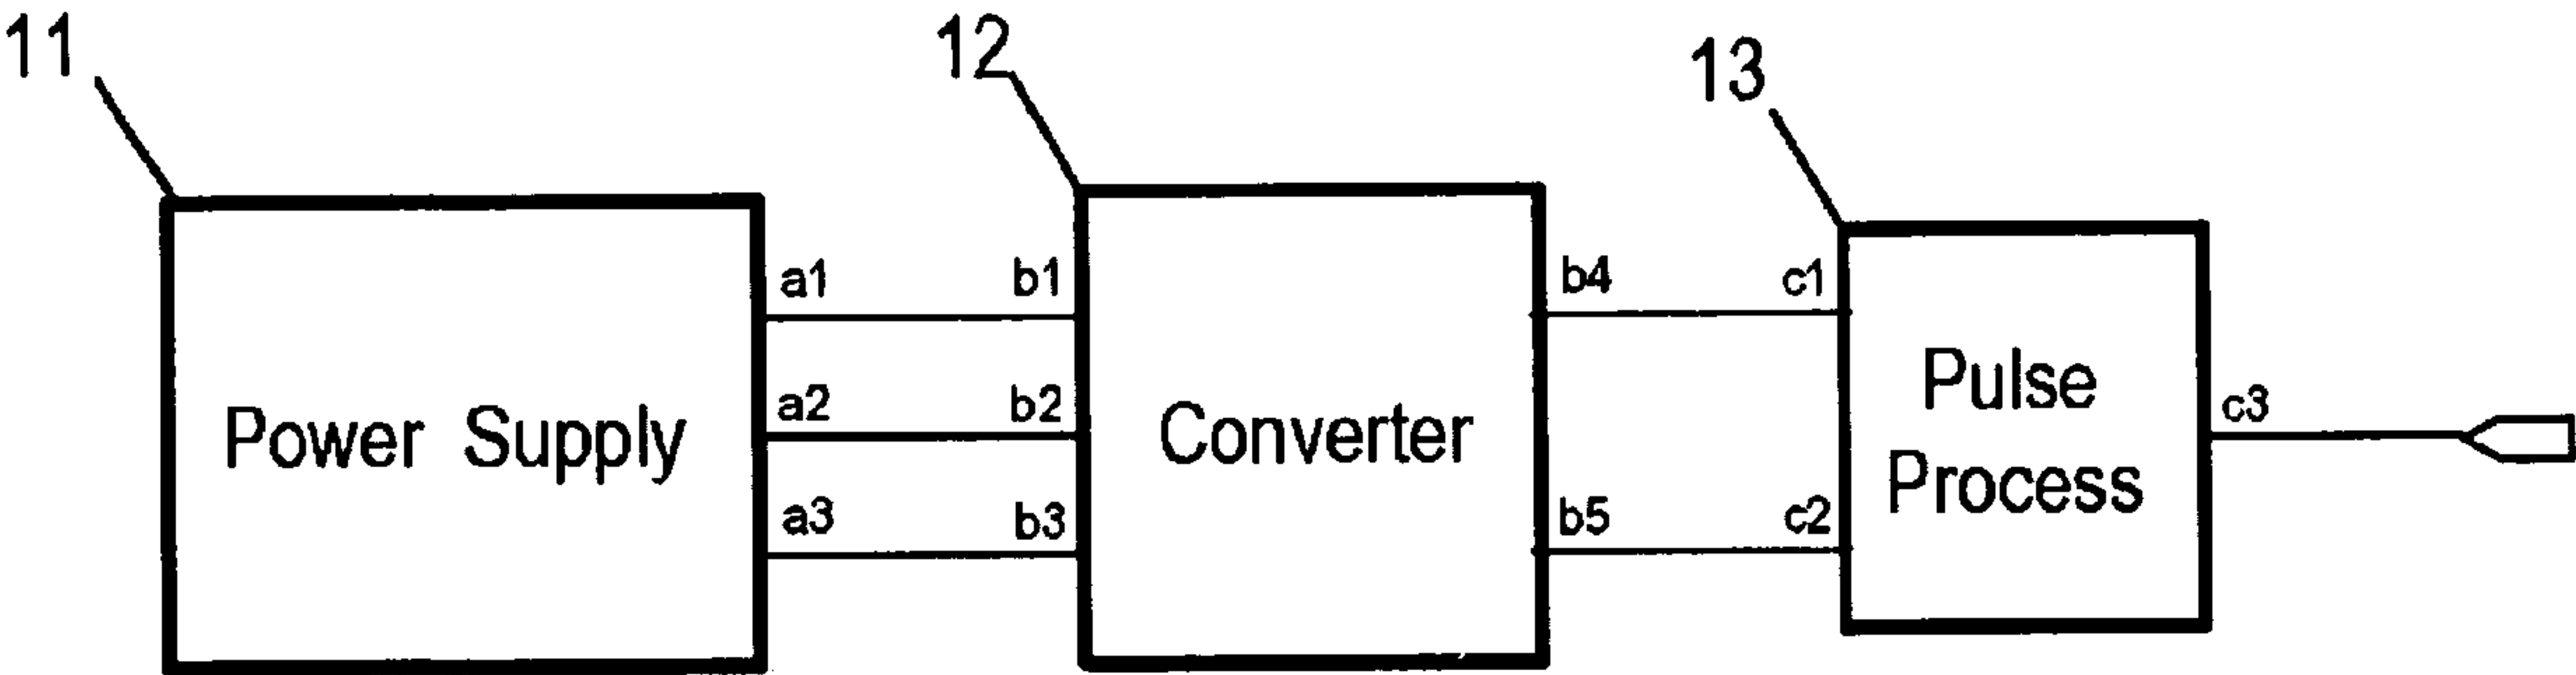 11
12
13
a1 b1 b4 c1
Pulse
a2 b2 c3
Power Supply Converter
Process
a3 b3 b5 c2